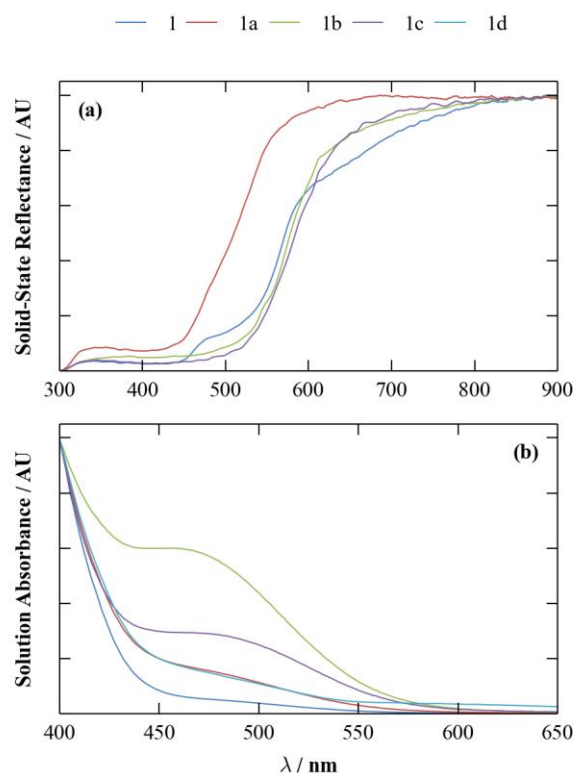 1 1a 1b 1c 1d
(a)
Solid-State Reflectance / AU
300 400 500 600 700 800 900
(b)
Solution Absorbance / AU
400 450 500 550 600 650
λ / nm